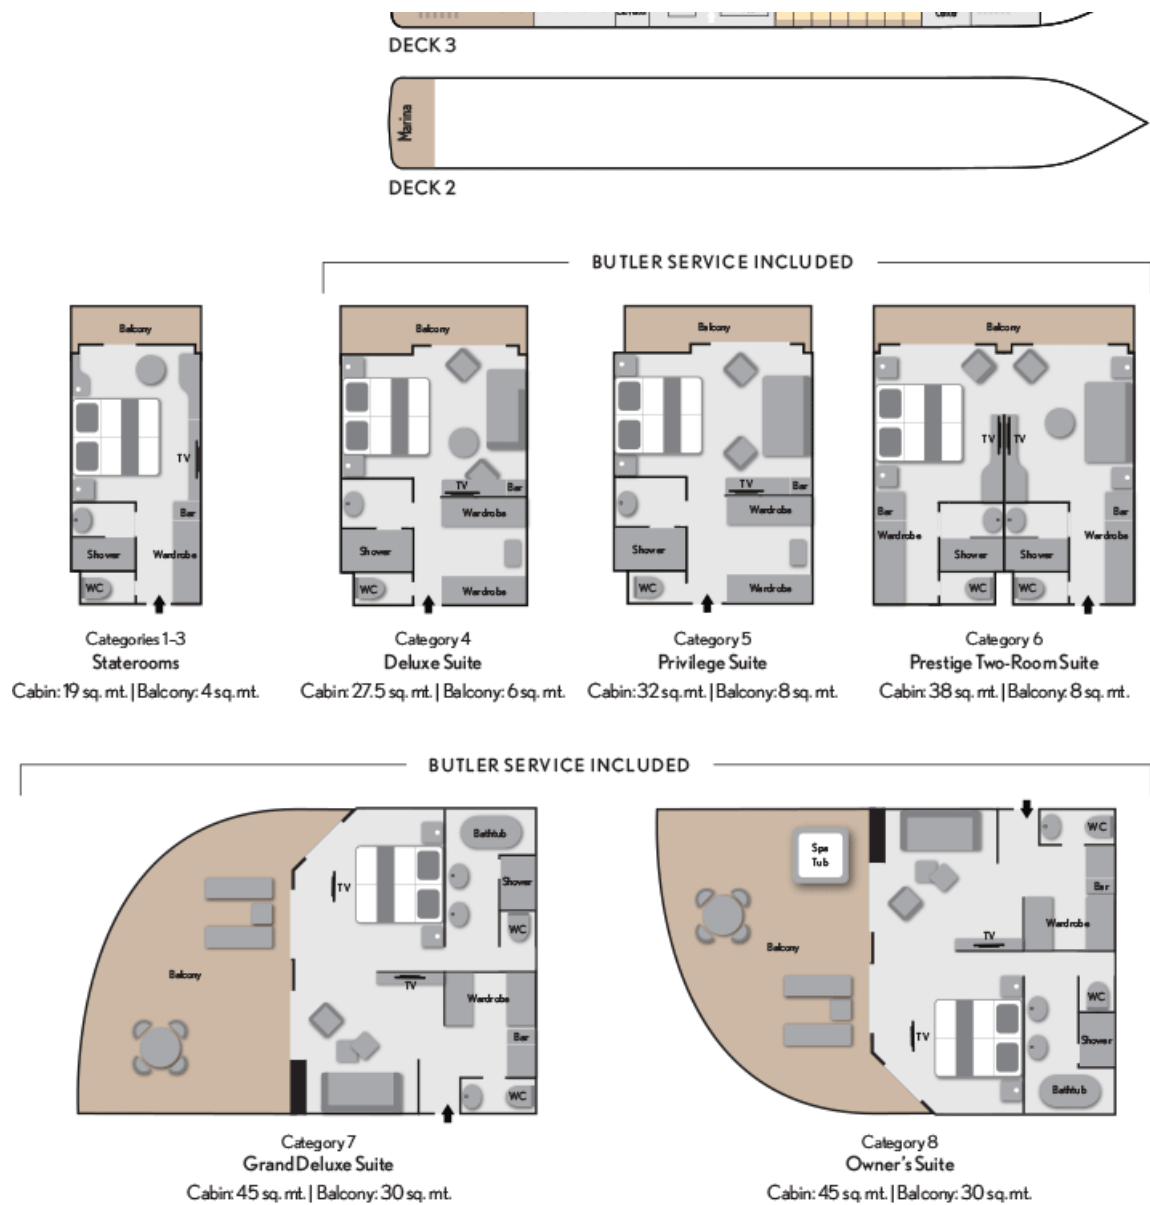 DECK 3
Marina
DECK 2
BUTLER SERVICE INCLUDED
Balcony
Balcony
Balcony
Balcony
TV
TV
TV
TV
TV
Bar
Bar
Bar
Bar
Bar
Wardrobe
Wardrobe
Wardrobe
Wardrobe
Wardrobe
Shower
Shower
Shower
Shower
Shower
WC
Wardrobe
WC
WC
Wardrobe
WC
WC
Categories 1-3
Category 4
Category 5
Category 6
Staterooms
Deluxe Suite
Privilege Suite
Prestige Two-Room Suite
Cabin: 19 sq. mt. | Balcony: 4 sq. mt.
Cabin: 27.5 sq. mt. | Balcony: 6 sq. mt.
Cabin: 32 sq. mt. | Balcony: 8 sq. mt.
Cabin: 38 sq. mt. | Balcony: 8 sq. mt.
BUTLER SERVICE INCLUDED
Bathtub
TV
Shower
WC
Balcony
TV
Wardrobe
Bar
WC
Category 7
Grand Deluxe Suite
Cabin: 45 sq. mt. | Balcony: 30 sq. mt.
Spa
Tub
WC
Bar
Wardrobe
TV
Balcony
WC
TV
Shower
Bathtub
Category 8
Owner's Suite
Cabin: 45 sq. mt. | Balcony: 30 sq. mt.